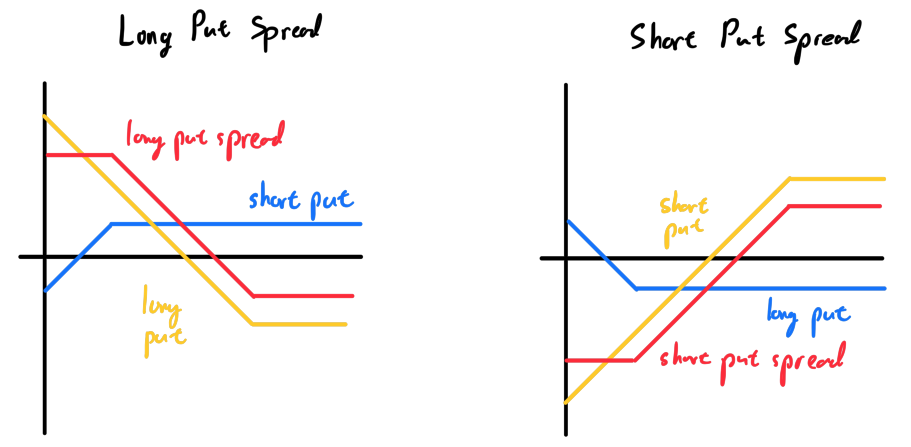 Long Put Spread
long put spread
short put
long
put
Short Put Spread
short
put
long put
short put spread